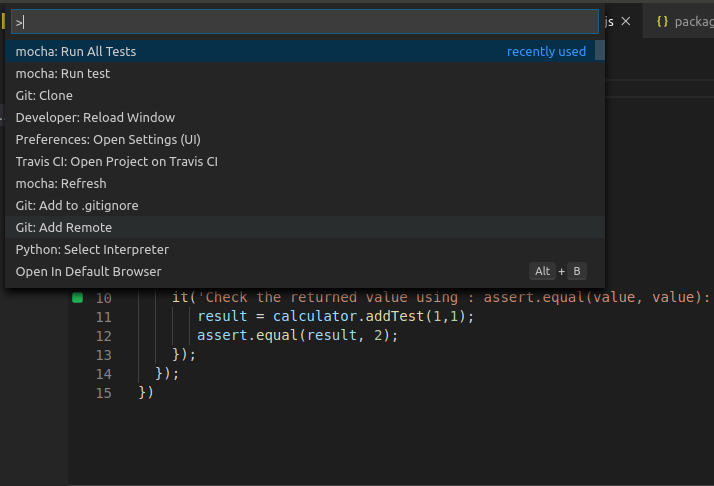 >
js × {} packag
mocha: Run All Tests recently used
mocha: Run test
Git: Clone
Developer: Reload Window
Preferences: Open Settings (UI)
Travis CI: Open Project on Travis CI
mocha: Refresh
Git: Add to .gitignore
Git: Add Remote
Python: Select Interpreter
Open In Default Browser Alt + B
10 it('Check the returned value using : assert.equal(value, value):
11 result = calculator.addTest(1,1);
12 assert.equal(result, 2);
13 });
14 });
15 })